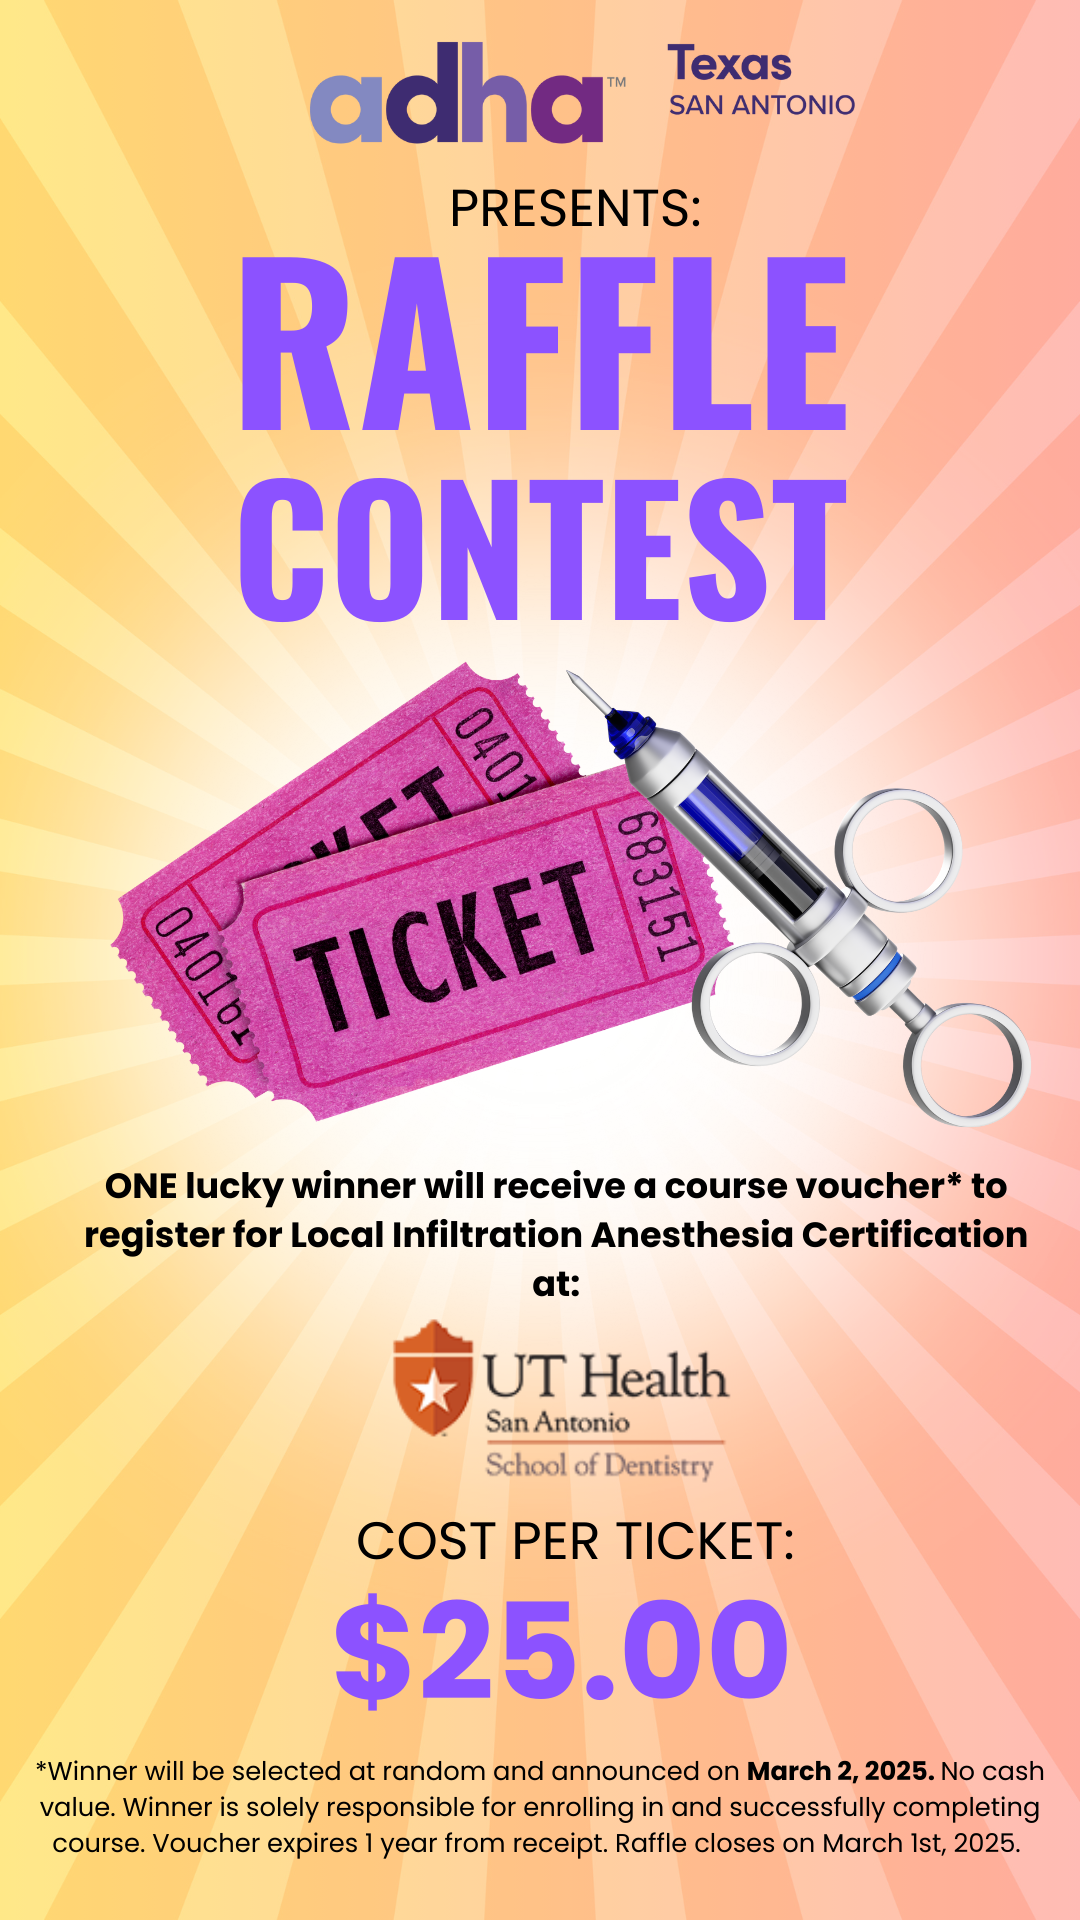 adha™ Texas
SAN ANTONIO
PRESENTS:
RAFFLE
CONTEST
0401
KET
TICKET
683151
0401
ONE lucky winner will receive a course voucher* to
register for Local Infiltration Anesthesia Certification
at:
UT Health
San Antonio
School of Dentistry
COST PER TICKET:
$25.00
*Winner will be selected at random and announced on March 2, 2025. No cash
value. Winner is solely responsible for enrolling in and successfully completing
course. Voucher expires 1 year from receipt. Raffle closes on March 1st, 2025.